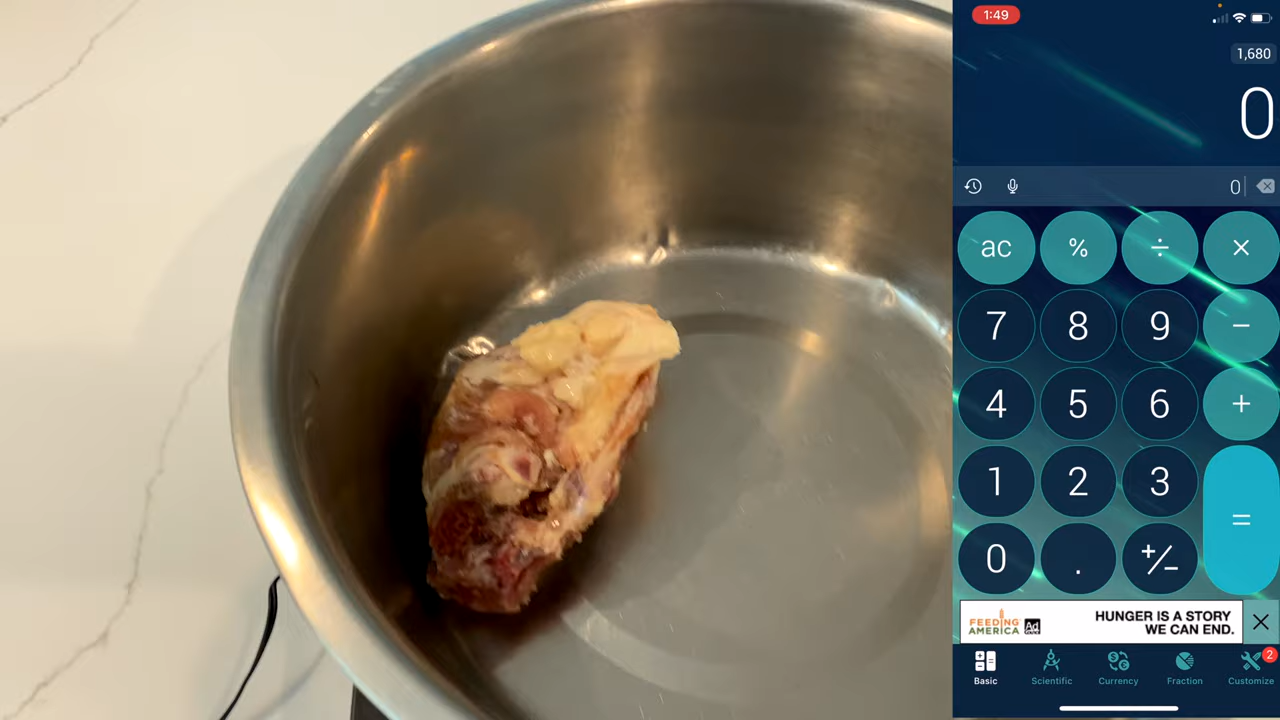 1:49
1,680
0
0
ac % ÷ ×
7 8 9 −
4 5 6 +
1 2 3
=
0 . +/−
FEEDING
AMERICA
Ad
HUNGER IS A STORY
WE CAN END.
2
Basic Scientific Currency Fraction Customize